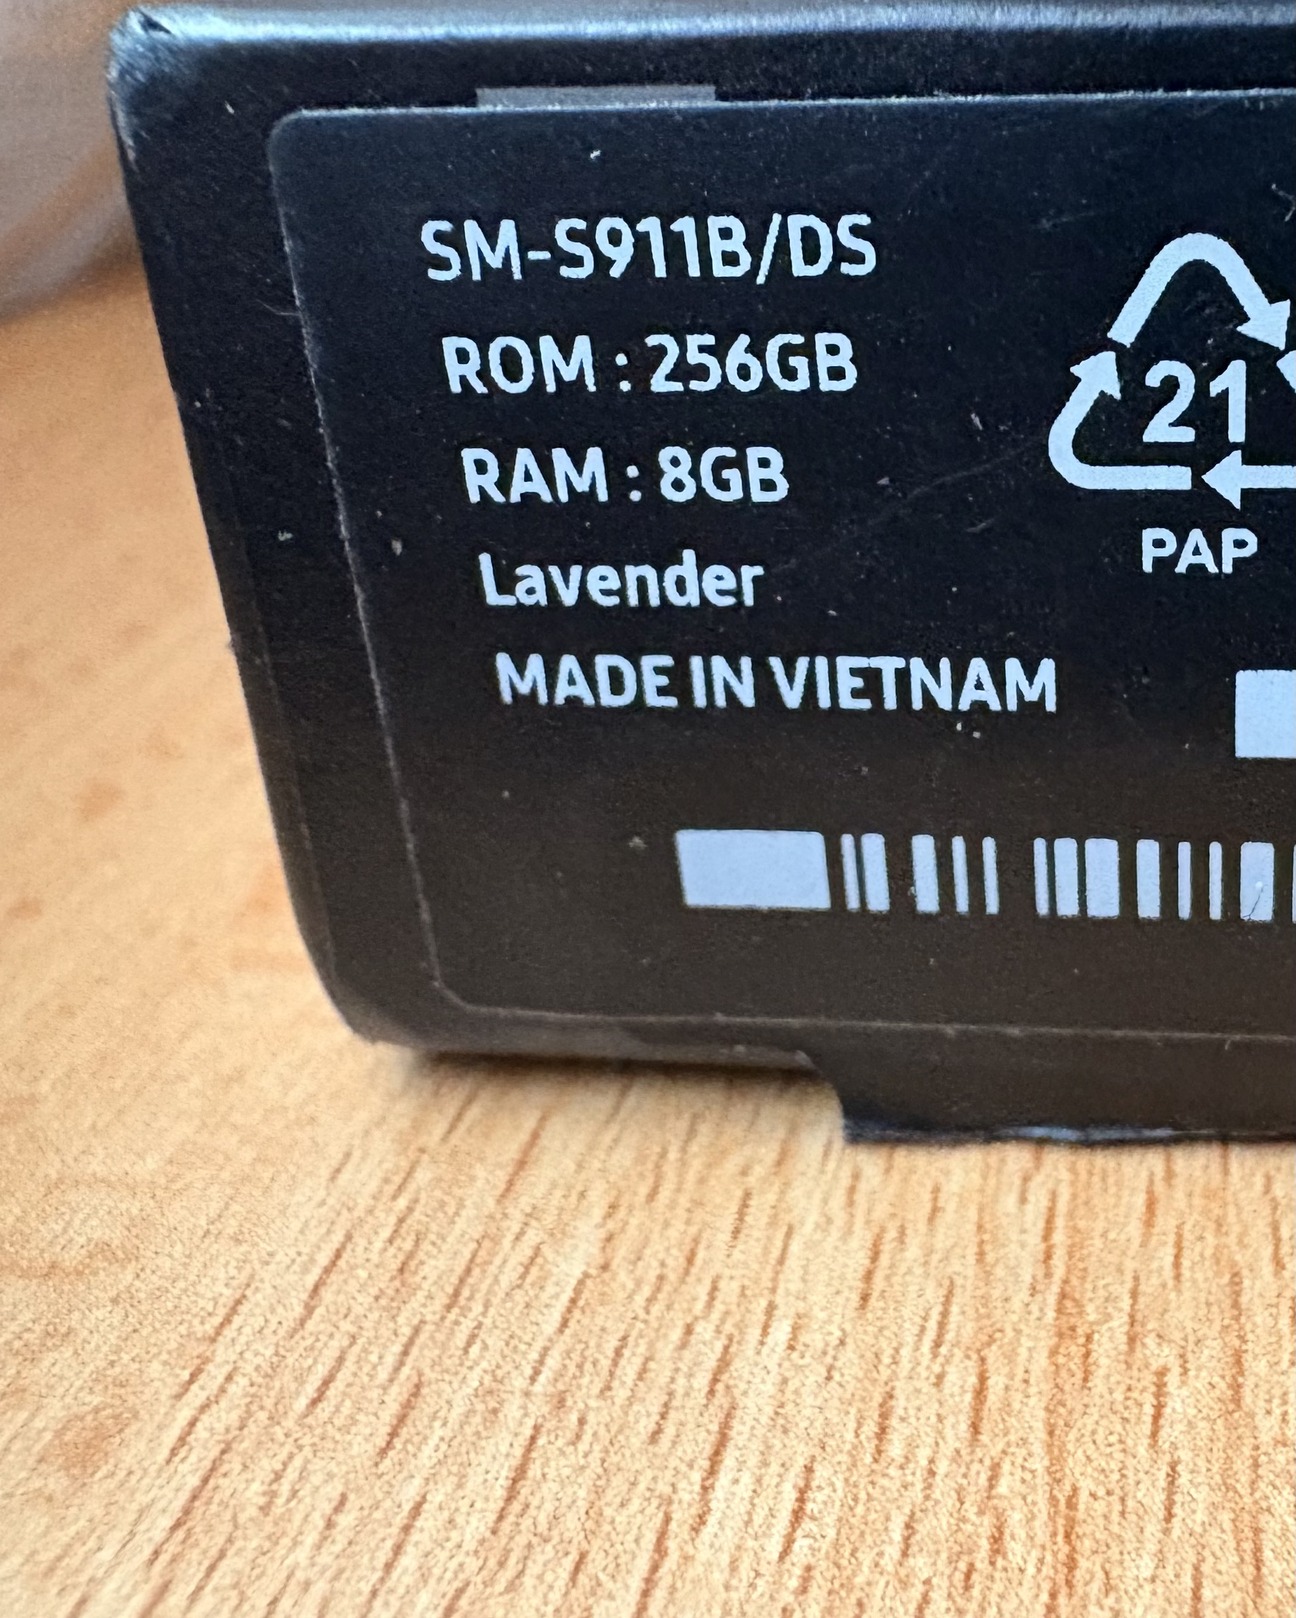 SM-S911B/DS
ROM : 256GB
RAM : 8GB
Lavender
MADE IN VIETNAM
21
PAP